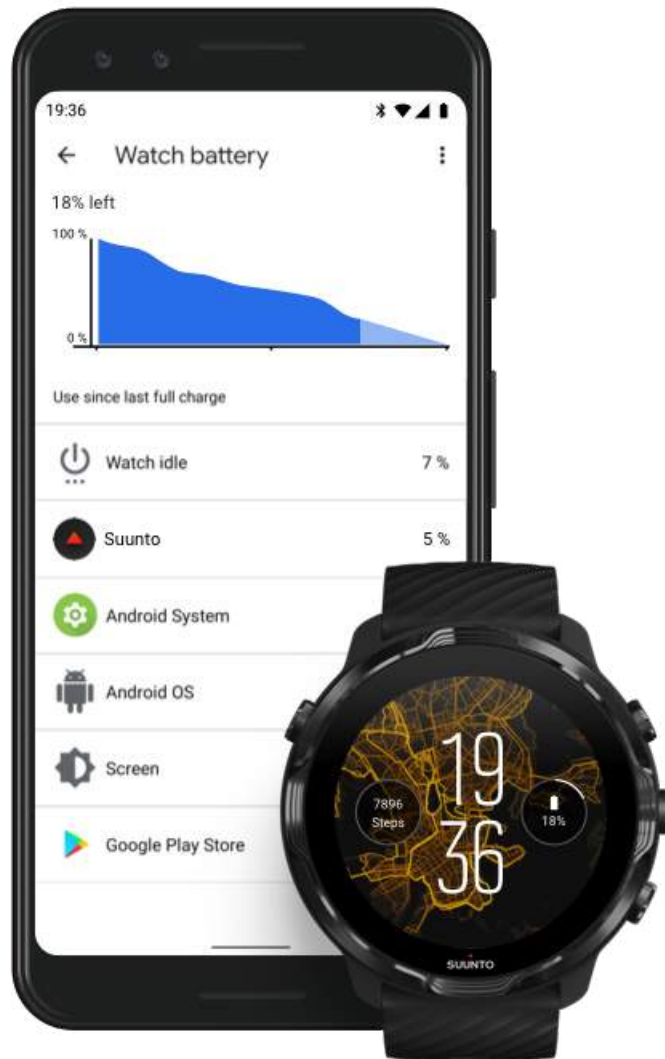 19:36
Watch battery
18% left
100 %
0 %
Use since last full charge
Watch idle 7 %
Suunto 5 %
Android System
Android OS
Screen
Google Play Store
19
36
7896
Steps
18%
SUUNTO